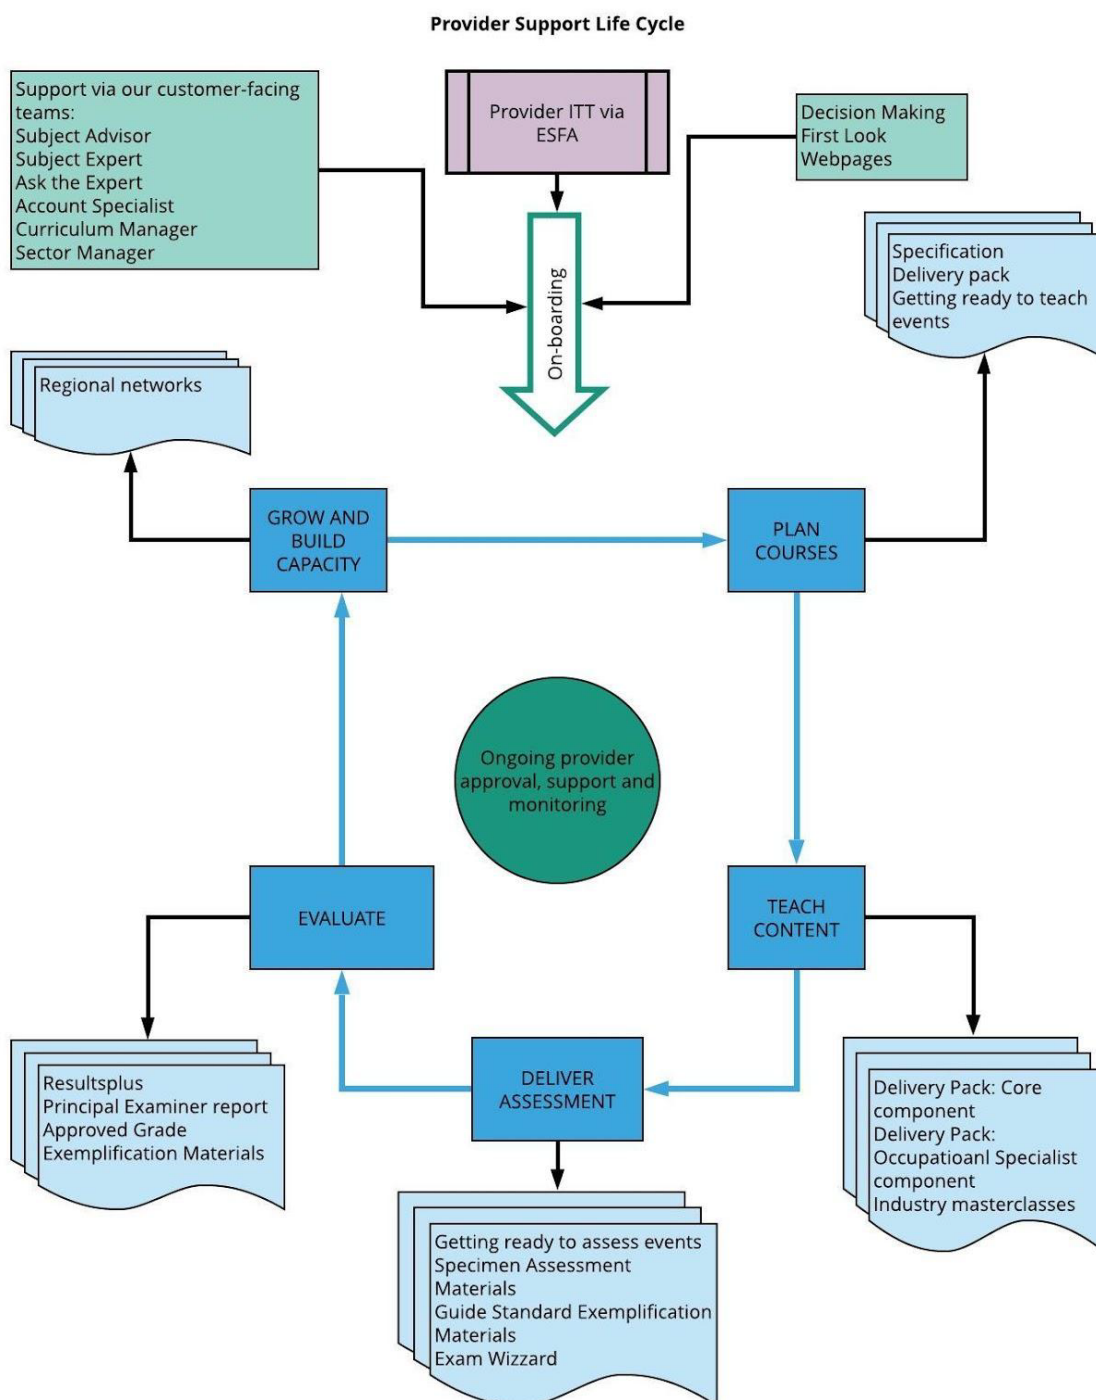 Provider Support Life Cycle
Support via our customer-facing
teams:
Subject Advisor
Subject Expert
Ask the Expert
Account Specialist
Curriculum Manager
Sector Manager
Provider ITT via
ESFA
Decision Making
First Look
Webpages
Specification
Delivery pack
Getting ready to teach
events
On-boarding
Regional networks
GROW AND
BUILD
CAPACITY
PLAN
COURSES
Ongoing provider
approval, support and
monitoring
EVALUATE
TEACH
CONTENT
DELIVER
ASSESSMENT
Resultsplus
Principal Examiner report
Approved Grade
Exemplification Materials
Delivery Pack: Core
component
Delivery Pack:
Occupatioanl Specialist
component
Industry masterclasses
Getting ready to assess events
Specimen Assessment
Materials
Guide Standard Exemplification
Materials
Exam Wizzard